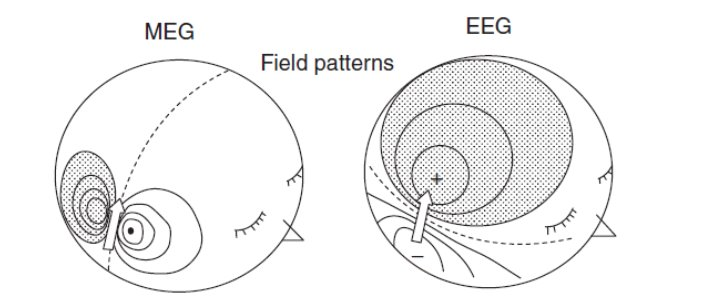 MEG
EEG
Field patterns
+
−